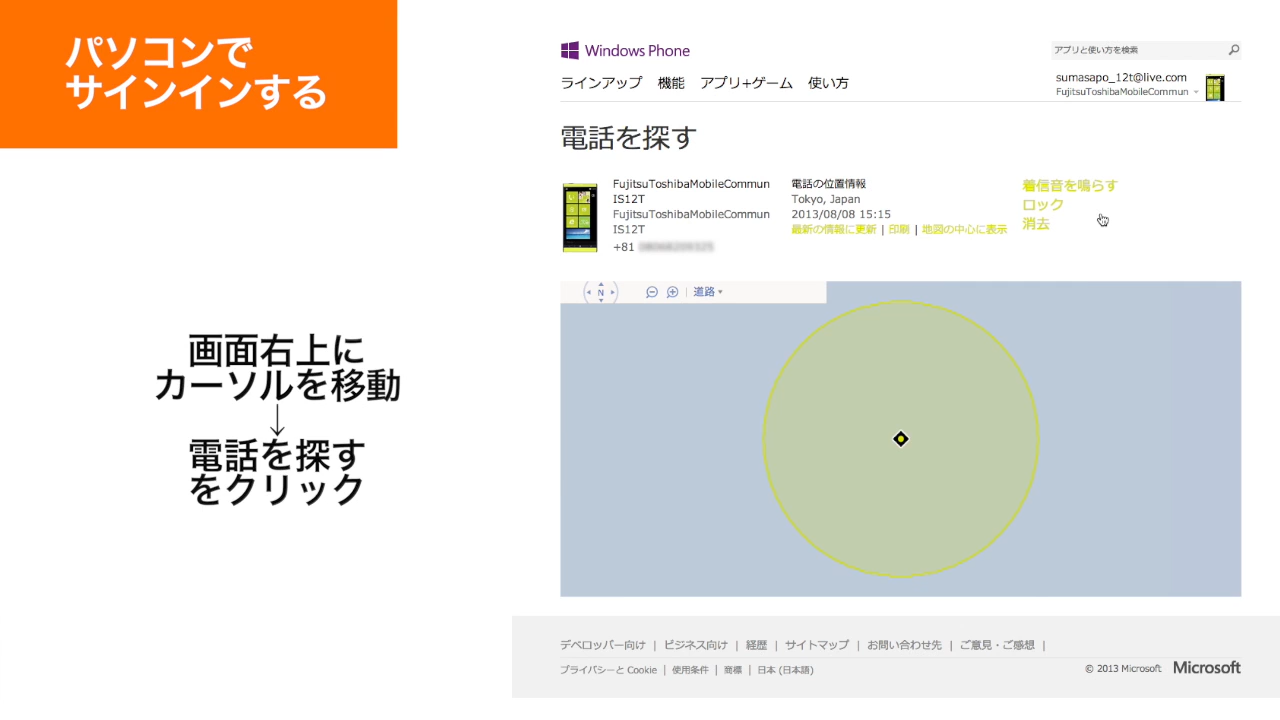 パソコンで
サインインする
画面右上に
カーソルを移動
↓
電話を探す
をクリック
Windows Phone
アプリと使い方を検索
ラインアップ 機能 アプリ+ゲーム 使い方
sumasapo_12t@live.com
FujitsuToshibaMobileCommun
電話を探す
FujitsuToshibaMobileCommun
IS12T
FujitsuToshibaMobileCommun
IS12T
+81
電話の位置情報
Tokyo, Japan
2013/08/08 15:15
最新の情報に更新 | 印刷 | 地図の中心に表示
着信音を鳴らす
ロック
消去
N
道路
デベロッパー向け | ビジネス向け | 経歴 | サイトマップ | お問い合わせ先 | ご意見・ご感想 |
プライバシーと Cookie | 使用条件 | 商標 | 日本 (日本語)
© 2013 Microsoft Microsoft